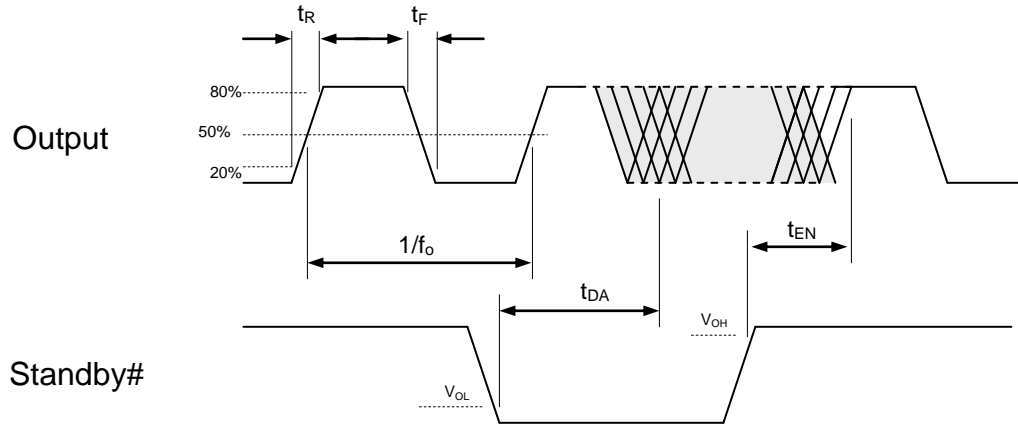 tR
tF
80%
Output
50%
20%
1/fo
tEN
tDA
VOH
Standby#
VOL